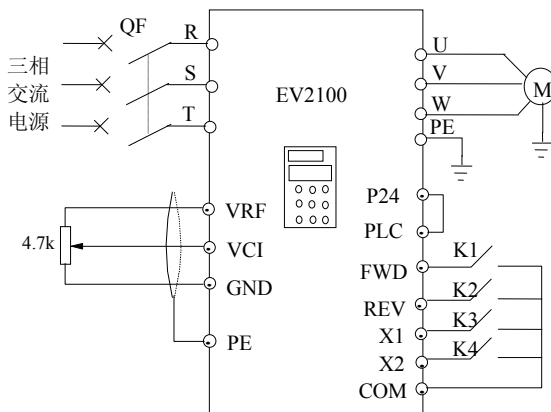 QF
三相
交流
电源
R
S
T
EV2100
U
V
W
PE
M
4.7k
VRF
VCI
GND
PE
P24
PLC
FWD
REV
X1
X2
COM
K1
K2
K3
K4